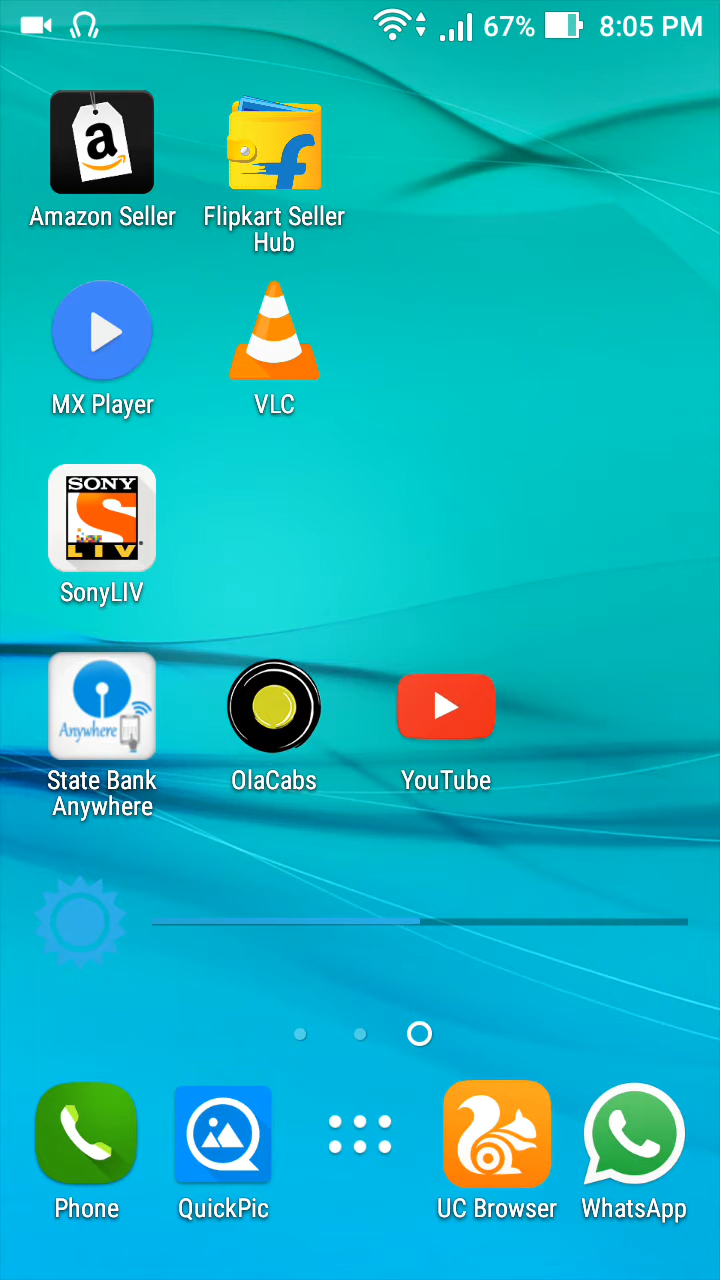 67% 8:05 PM
a
f
Amazon Seller
Flipkart Seller
Hub
MX Player
VLC
SONY
S
LIV
SonyLIV
Anywhere
State Bank
Anywhere
OlaCabs
YouTube
Phone
QuickPic
UC Browser
WhatsApp